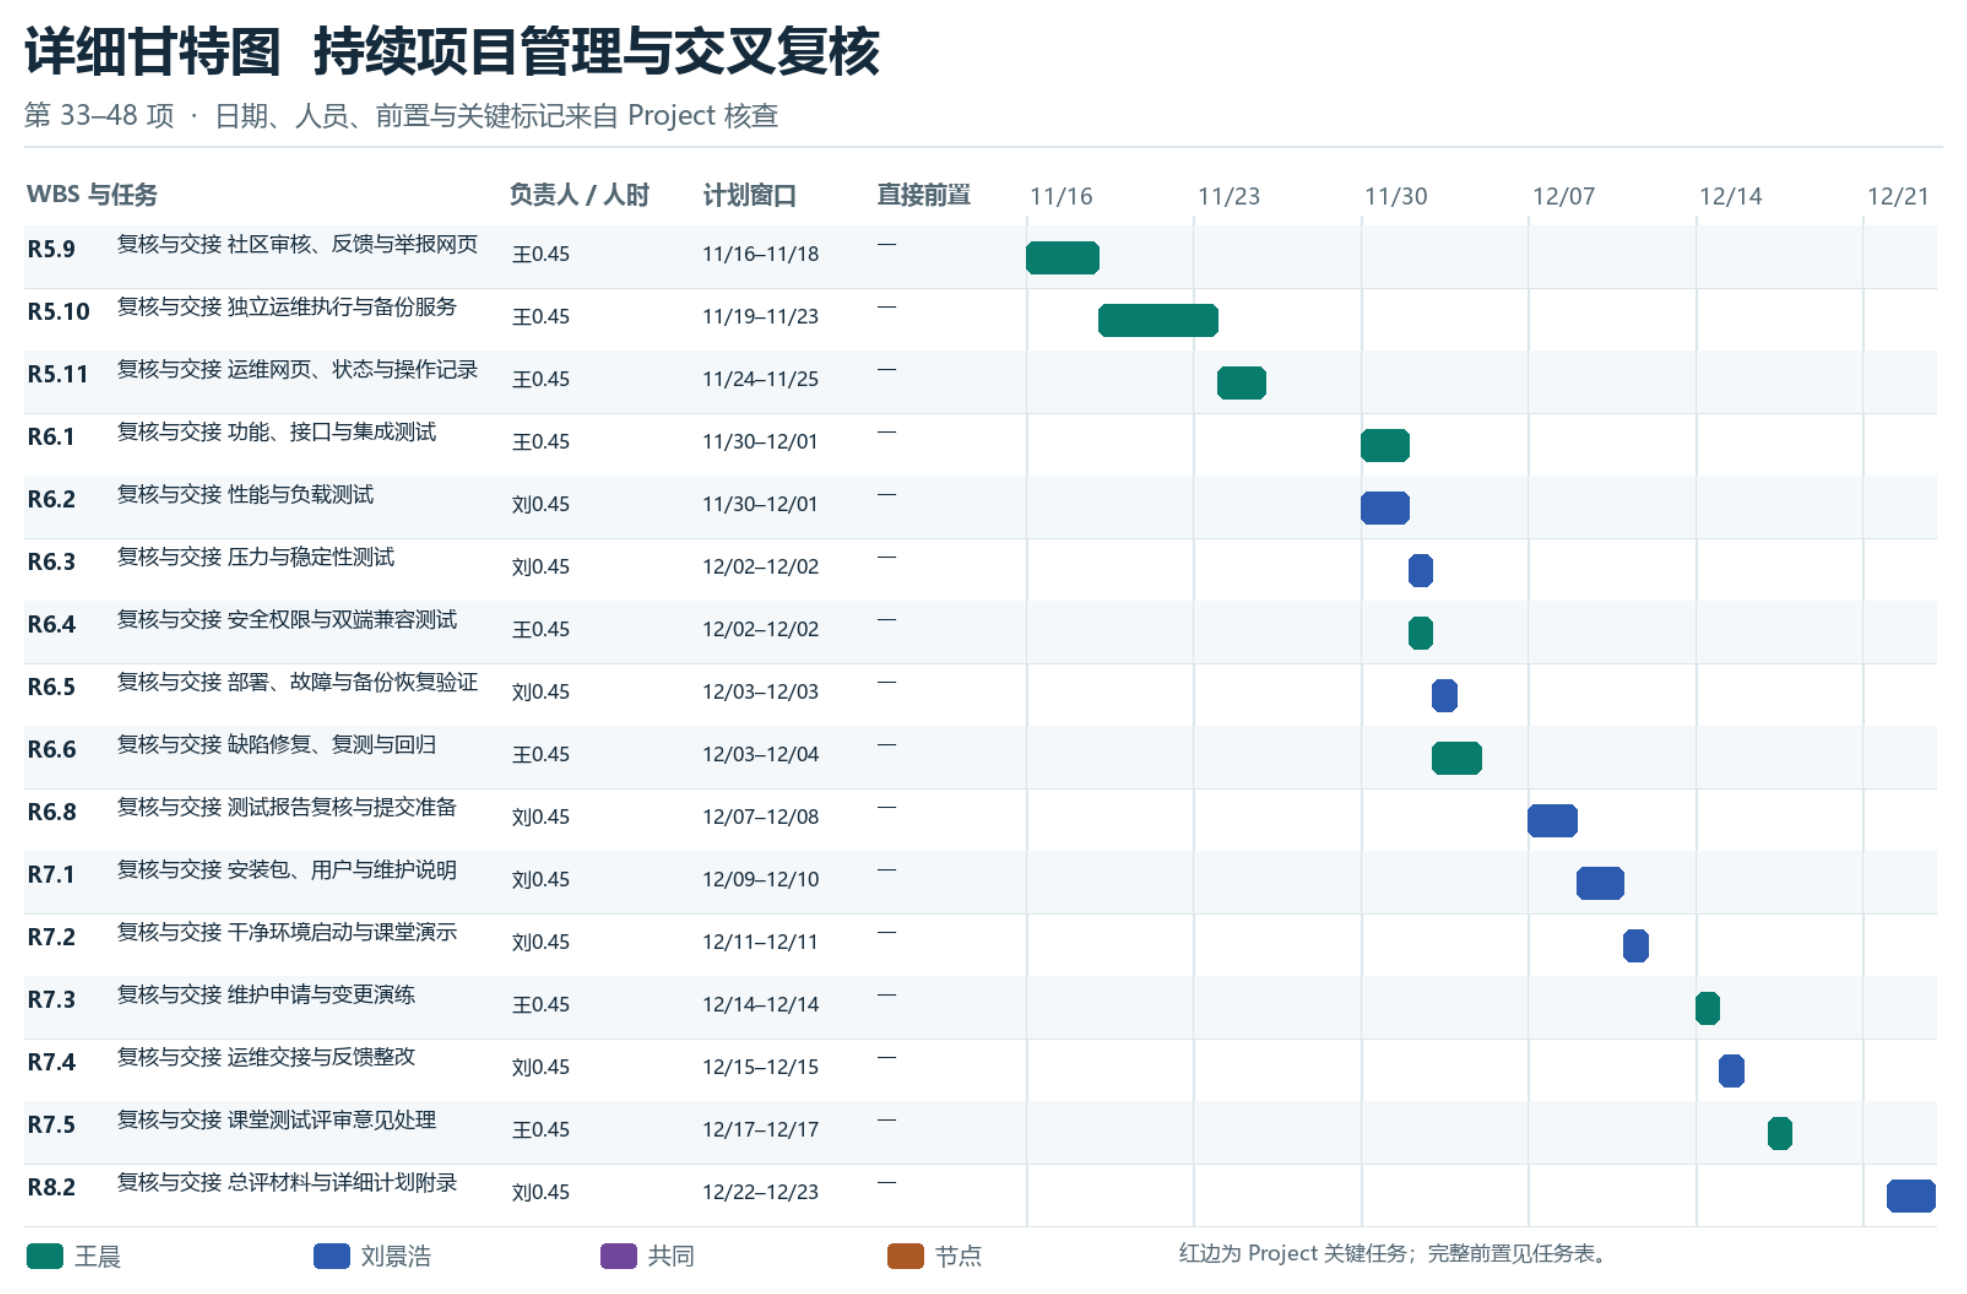 详细甘特图 持续项目管理与交叉复核
第 33–48 项 · 日期、人员、前置与关键标记来自 Project 核查
WBS 与任务 负责人 / 人时 计划窗口 直接前置 11/16 11/23 11/30 12/07 12/14 12/21
R5.9 复核与交接 社区审核、反馈与举报网页 王0.45 11/16–11/18 —
R5.10 复核与交接 独立运维执行与备份服务 王0.45 11/19–11/23 —
R5.11 复核与交接 运维网页、状态与操作记录 王0.45 11/24–11/25 —
R6.1 复核与交接 功能、接口与集成测试 王0.45 11/30–12/01 —
R6.2 复核与交接 性能与负载测试 刘0.45 11/30–12/01 —
R6.3 复核与交接 压力与稳定性测试 刘0.45 12/02–12/02 —
R6.4 复核与交接 安全权限与双端兼容测试 王0.45 12/02–12/02 —
R6.5 复核与交接 部署、故障与备份恢复验证 刘0.45 12/03–12/03 —
R6.6 复核与交接 缺陷修复、复测与回归 王0.45 12/03–12/04 —
R6.8 复核与交接 测试报告复核与提交准备 刘0.45 12/07–12/08 —
R7.1 复核与交接 安装包、用户与维护说明 刘0.45 12/09–12/10 —
R7.2 复核与交接 干净环境启动与课堂演示 刘0.45 12/11–12/11 —
R7.3 复核与交接 维护申请与变更演练 王0.45 12/14–12/14 —
R7.4 复核与交接 运维交接与反馈整改 刘0.45 12/15–12/15 —
R7.5 复核与交接 课堂测试评审意见处理 王0.45 12/17–12/17 —
R8.2 复核与交接 总评材料与详细计划附录 刘0.45 12/22–12/23 —
王晨 刘景浩 共同 节点 红边为 Project 关键任务；完整前置见任务表。